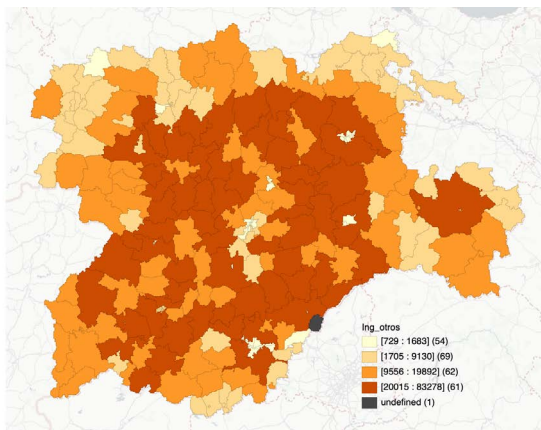 Ing_otros
[729 : 1683] (54)
[1705 : 9130] (69)
[9556 : 19892] (62)
[20015 : 83278] (61)
undefined (1)